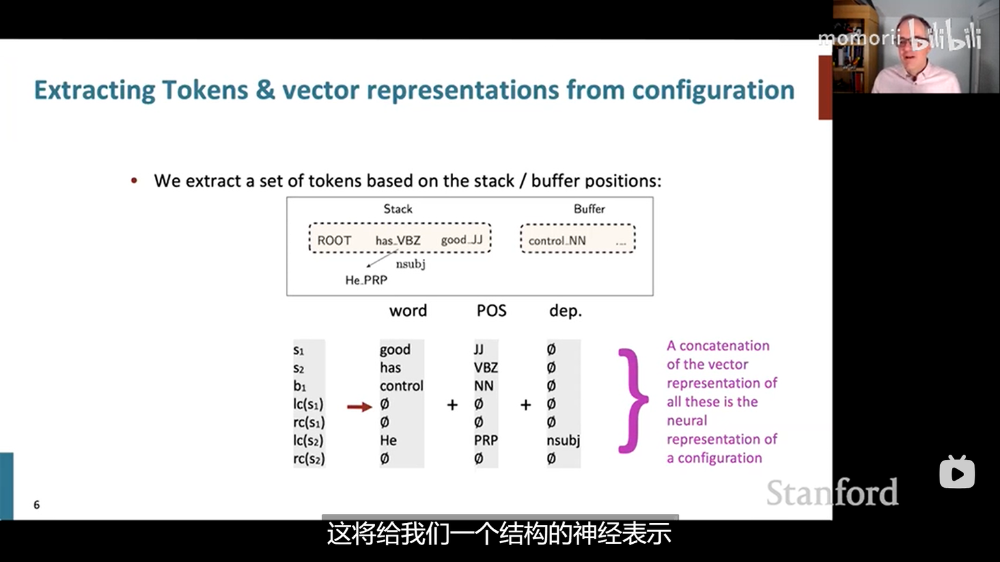 momorii bilibili
Extracting Tokens & vector representations from configuration
• We extract a set of tokens based on the stack / buffer positions:
Stack Buffer
ROOT has_VBZ good_JJ control_NN ...
nsubj
He_PRP
word POS dep.
s₁ good JJ Ø
s₂ has VBZ Ø
b₁ control NN Ø
lc(s₁) Ø + Ø + Ø
rc(s₁) Ø Ø Ø
lc(s₂) He PRP nsubj
rc(s₂) Ø Ø Ø
A concatenation
of the vector
representation of
all these is the
neural
representation of
a configuration
Stanford
6
这将给我们一个结构的神经表示